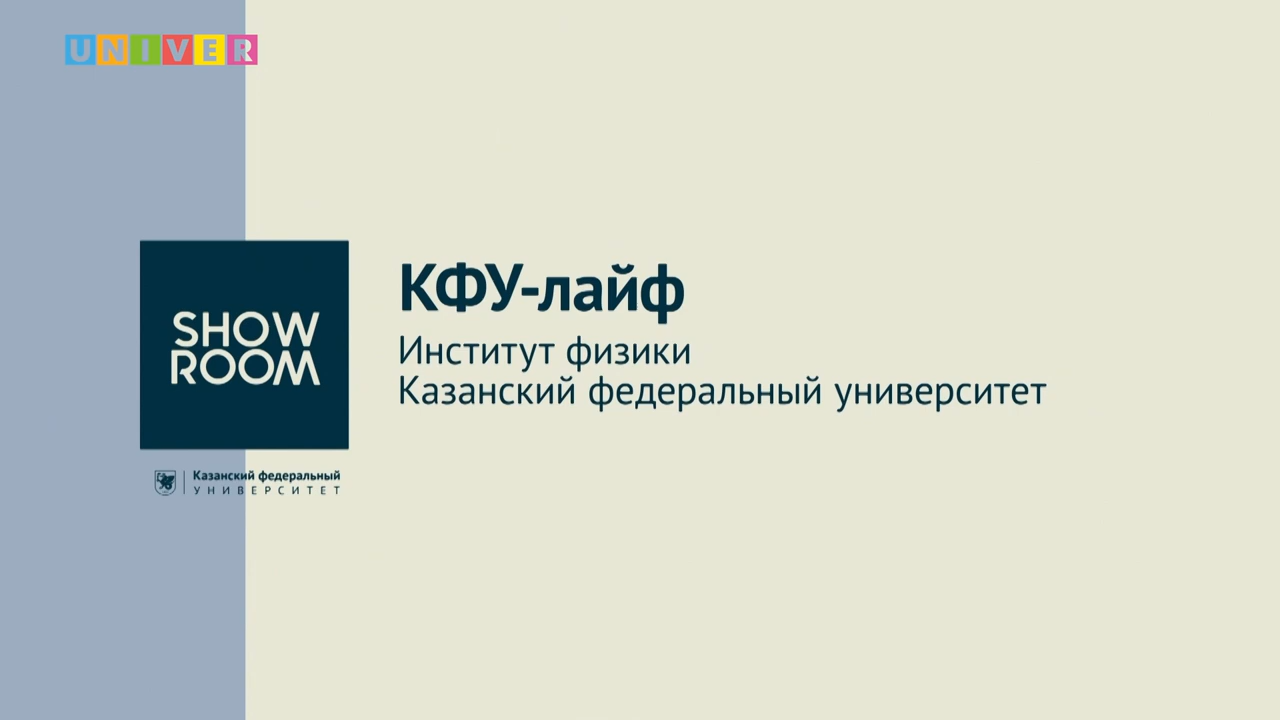 UNIVER
SHOW
ROOM
КФУ-лайф
Институт физики
Казанский федеральный университет
Казанский федеральный
УНИВЕРСИТЕТ